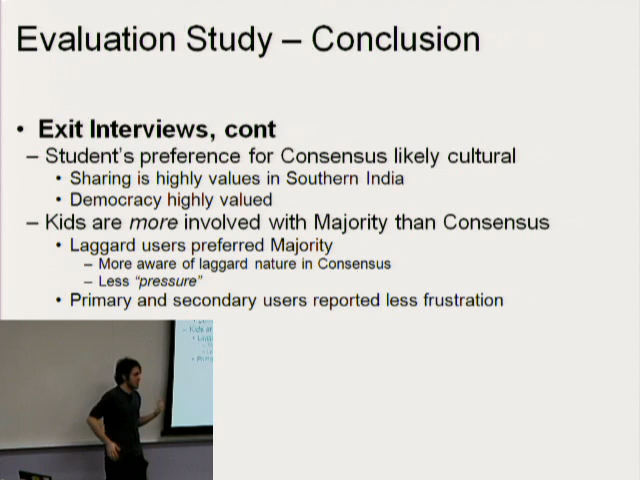 Evaluation Study – Conclusion
• Exit Interviews, cont
– Student's preference for Consensus likely cultural
• Sharing is highly values in Southern India
• Democracy highly valued
– Kids are more involved with Majority than Consensus
• Laggard users preferred Majority
– More aware of laggard nature in Consensus
– Less "pressure"
• Primary and secondary users reported less frustration